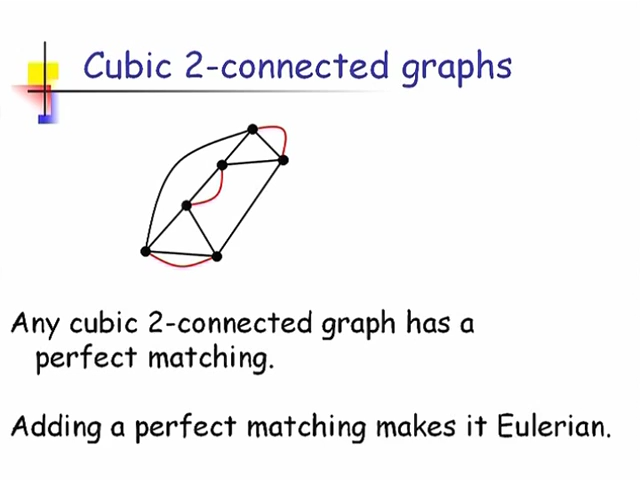 Cubic 2-connected graphs
Any cubic 2-connected graph has a
perfect matching.
Adding a perfect matching makes it Eulerian.